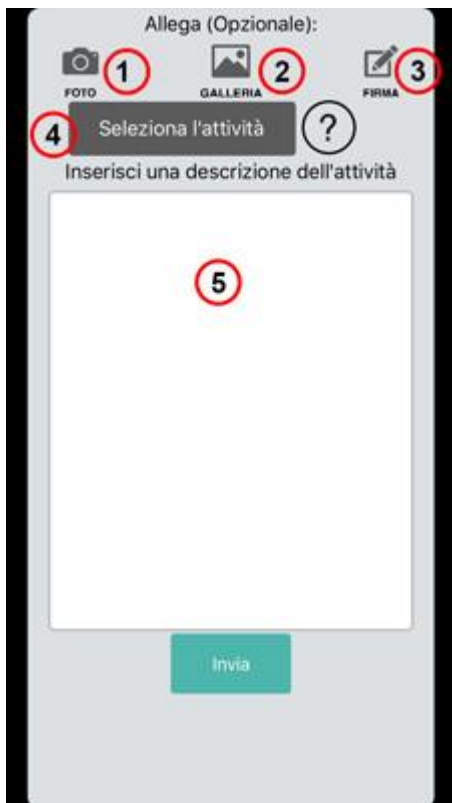 Allega (Opzionale):
1 2 3
FOTO GALLERIA FIRMA
4 Seleziona l'attività ?
Inserisci una descrizione dell'attività
5
Invia